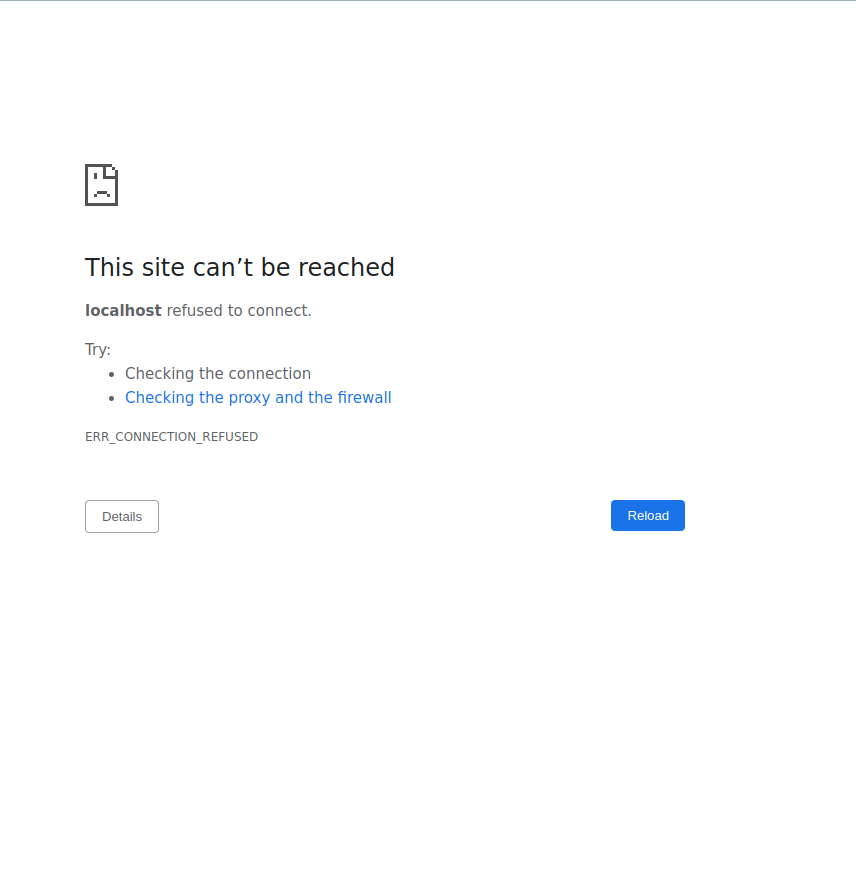 This site can’t be reached
localhost refused to connect.
Try:
Checking the connection
Checking the proxy and the firewall
ERR_CONNECTION_REFUSED
Details
Reload